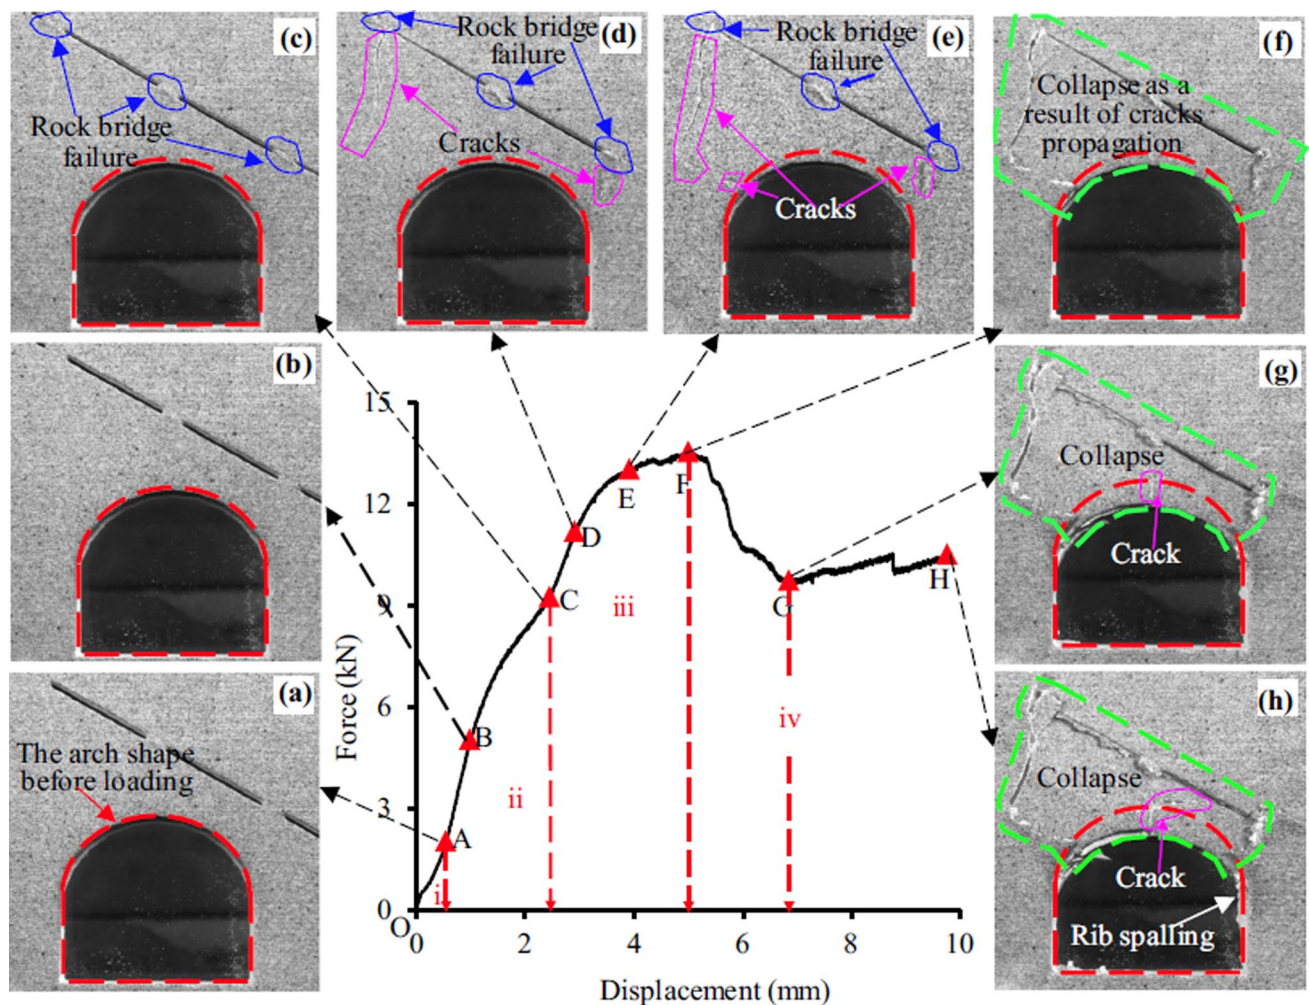 (c)
Rock bridge
failure
(d)
Rock bridge
failure
Cracks
(e)
Rock bridge
failure
Cracks
(f)
Collapse as a
result of cracks
propagation
(b)
(g)
Collapse
Crack
(a)
The arch shape
before loading
(h)
Collapse
Crack
Rib spalling
Force (kN)
15
12
9
6
3
0
O
0 2 4 6 8 10
Displacement (mm)
A
B
C
D
E
F
G
H
i
ii
iii
iv